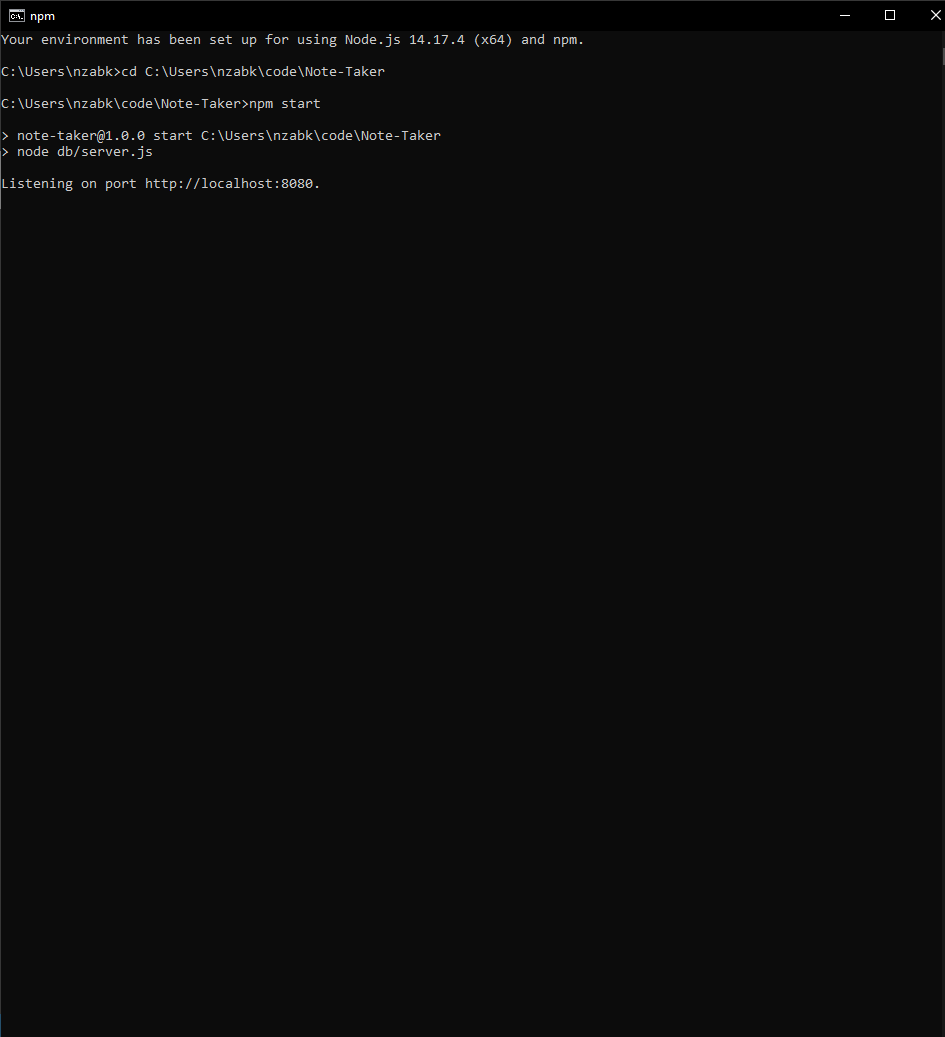 npm
Your environment has been set up for using Node.js 14.17.4 (x64) and npm.
C:\Users\nzabk>cd C:\Users\nzabk\code\Note-Taker
C:\Users\nzabk\code\Note-Taker>npm start
> note-taker@1.0.0 start C:\Users\nzabk\code\Note-Taker
> node db/server.js
Listening on port http://localhost:8080.